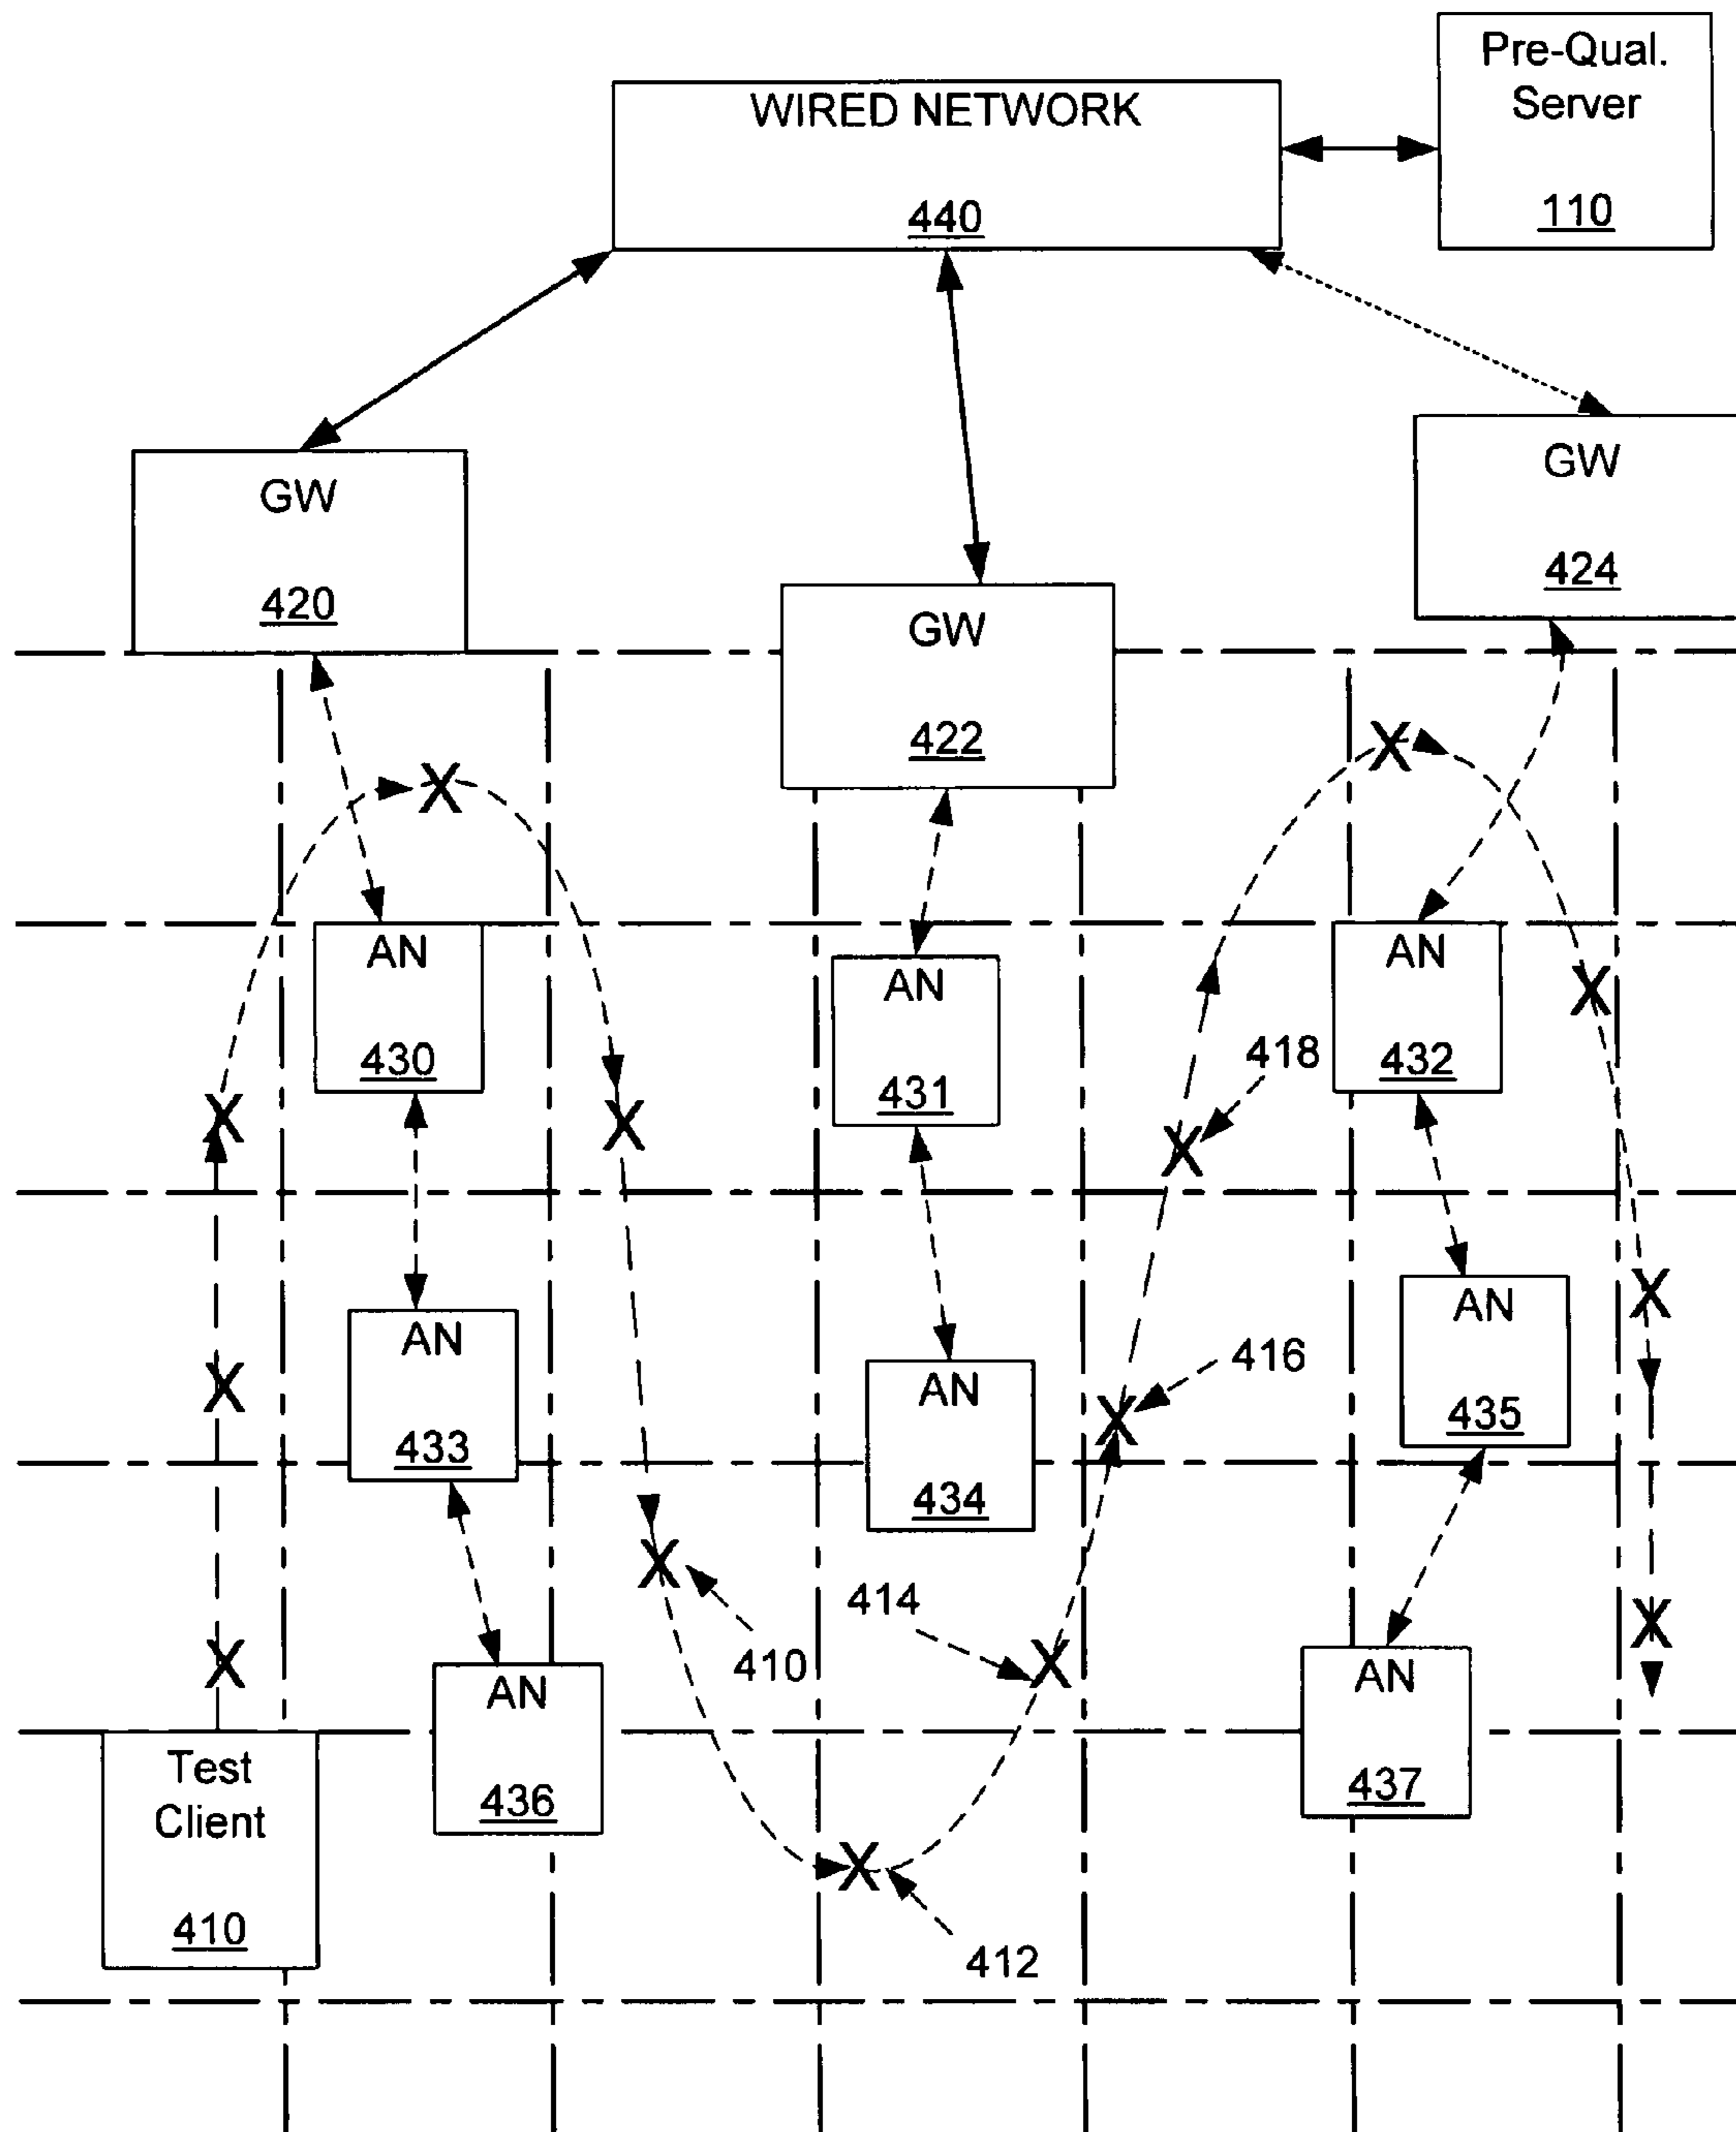 Pre-Qual.
Server
110
WIRED NETWORK
440
GW
420
GW
422
GW
424
X
X
AN
430
AN
431
AN
432
X
418
X
X
X
X
AN
433
AN
434
AN
435
X
416
X
X
X
410
414
X
X
X
AN
436
AN
437
Test
Client
410
X
412